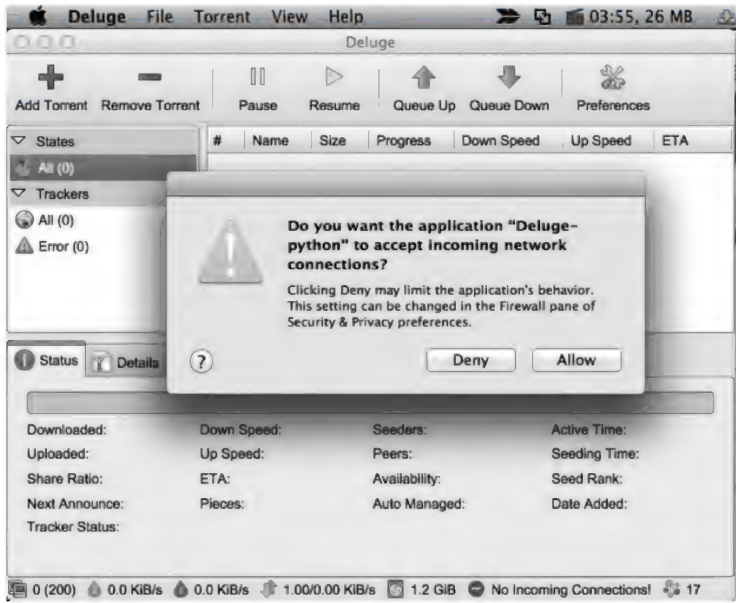 Deluge File Torrent View Help 03:55, 26 MB
Deluge
Add Torrent Remove Torrent Pause Resume Queue Up Queue Down Preferences
States
# Name Size Progress Down Speed Up Speed ETA
All (0)
Trackers
All (0)
Error (0)
Do you want the application “Deluge-
python” to accept incoming network
connections?
Clicking Deny may limit the application's behavior.
This setting can be changed in the Firewall pane of
Security & Privacy preferences.
? Deny Allow
Status Details
Downloaded: Down Speed: Seeders: Active Time:
Uploaded: Up Speed: Peers: Seeding Time:
Share Ratio: ETA: Availability: Seed Rank:
Next Announce: Pieces: Auto Managed: Date Added:
Tracker Status:
0 (200) 0.0 KiB/s 0.0 KiB/s 1.00/0.00 KiB/s 1.2 GiB No Incoming Connections! 17